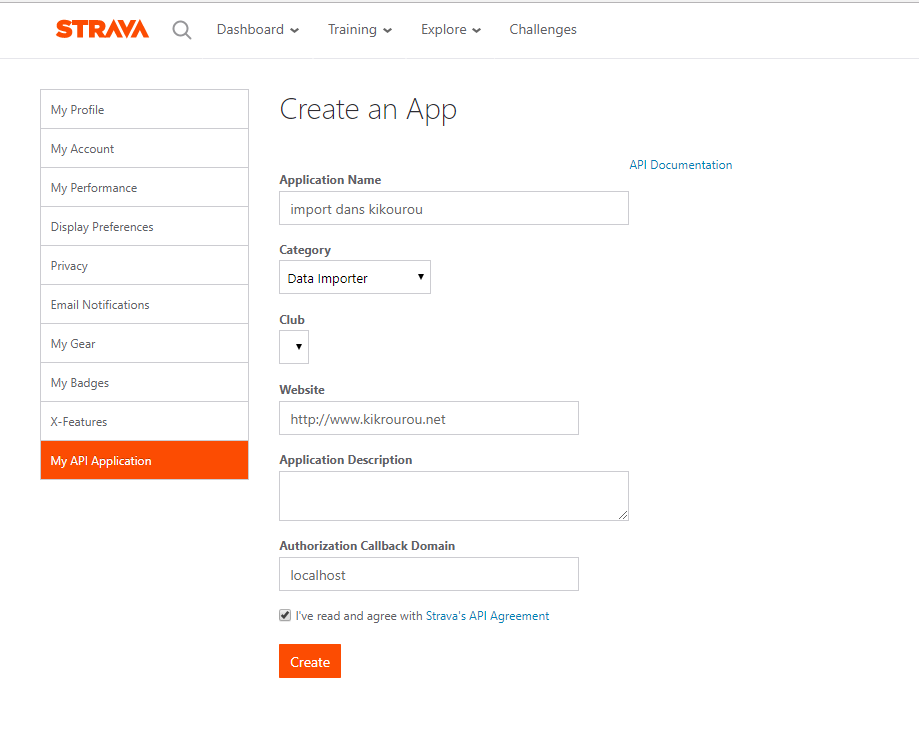 STRAVA Dashboard Training Explore Challenges
My Profile
My Account
My Performance
Display Preferences
Privacy
Email Notifications
My Gear
My Badges
X-Features
My API Application
Create an App
API Documentation
Application Name
import dans kikourou
Category
Data Importer
Club
Website
http://www.kikrourou.net
Application Description
Authorization Callback Domain
localhost
I've read and agree with Strava's API Agreement
Create